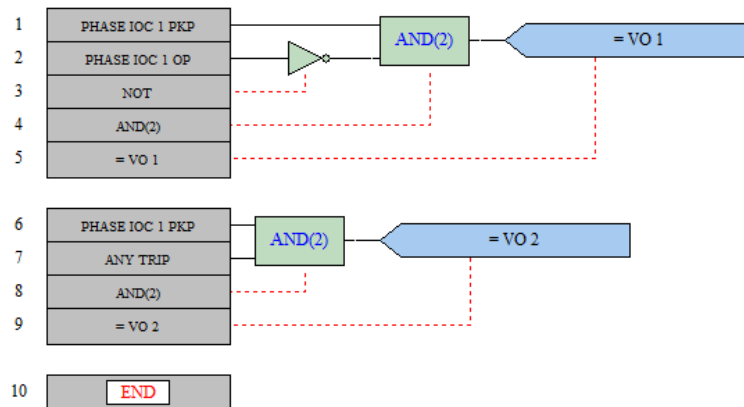 1 PHASE IOC 1 PKP AND(2) = VO 1
2 PHASE IOC 1 OP
3 NOT
4 AND(2)
5 = VO 1
6 PHASE IOC 1 PKP AND(2) = VO 2
7 ANY TRIP
8 AND(2)
9 = VO 2
10 END